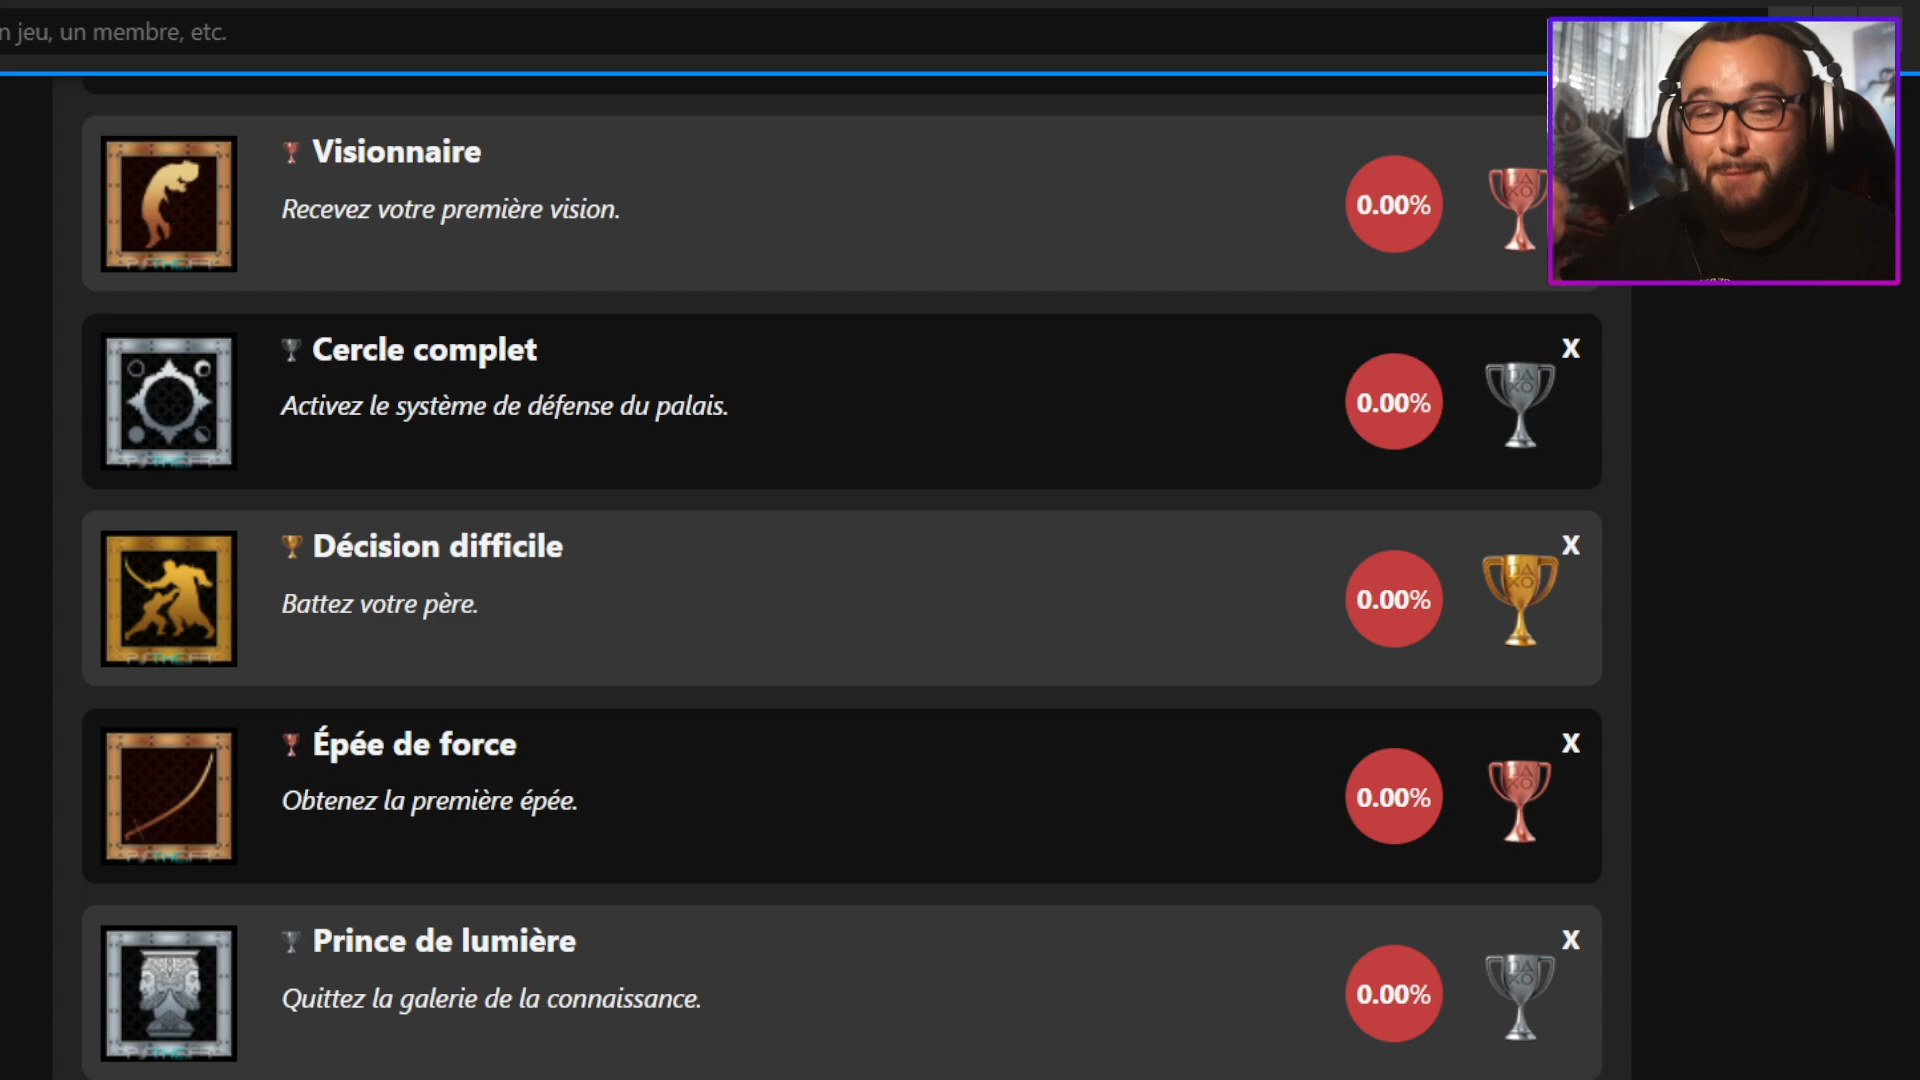 n jeu, un membre, etc.
Visionnaire
Recevez votre première vision.
0.00%
Cercle complet
Activez le système de défense du palais.
0.00%
X
Décision difficile
Battez votre père.
0.00%
X
Épée de force
Obtenez la première épée.
0.00%
X
Prince de lumière
Quittez la galerie de la connaissance.
0.00%
X